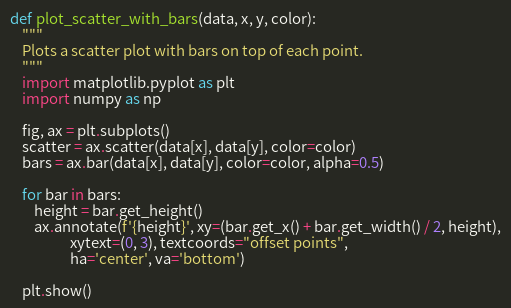 def plot_scatter_with_bars(data, x, y, color):
    """
    Plots a scatter plot with bars on top of each point.
    """
    import matplotlib.pyplot as plt
    import numpy as np

    fig, ax = plt.subplots()
    scatter = ax.scatter(data[x], data[y], color=color)
    bars = ax.bar(data[x], data[y], color=color, alpha=0.5)

    for bar in bars:
        height = bar.get_height()
        ax.annotate(f'{height}', xy=(bar.get_x() + bar.get_width() / 2, height),
                    xytext=(0, 3), textcoords="offset points",
                    ha='center', va='bottom')

    plt.show()